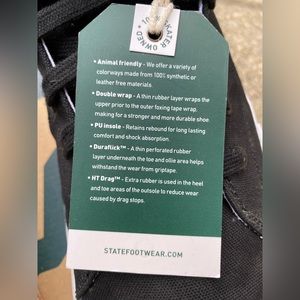 SKATER OWNED
• Animal friendly - We offer a variety of
colorways made from 100% synthetic or
leather free materials.
• Double wrap - A thin rubber layer wraps the
upper prior to the outer foxing tape wrap,
making for a stronger and more durable shoe
• PU insole - Retains rebound for long lasting
comfort and shock absorption.
• Duraflick™ - A thin perforated rubber
layer underneath the toe and ollie area helps
withstand the wear from griptape.
• HT Drag™ - Extra rubber is used in the heel
and toe areas of the outsole to reduce wear
caused by drag stops.
STATEFOOTWEAR.COM